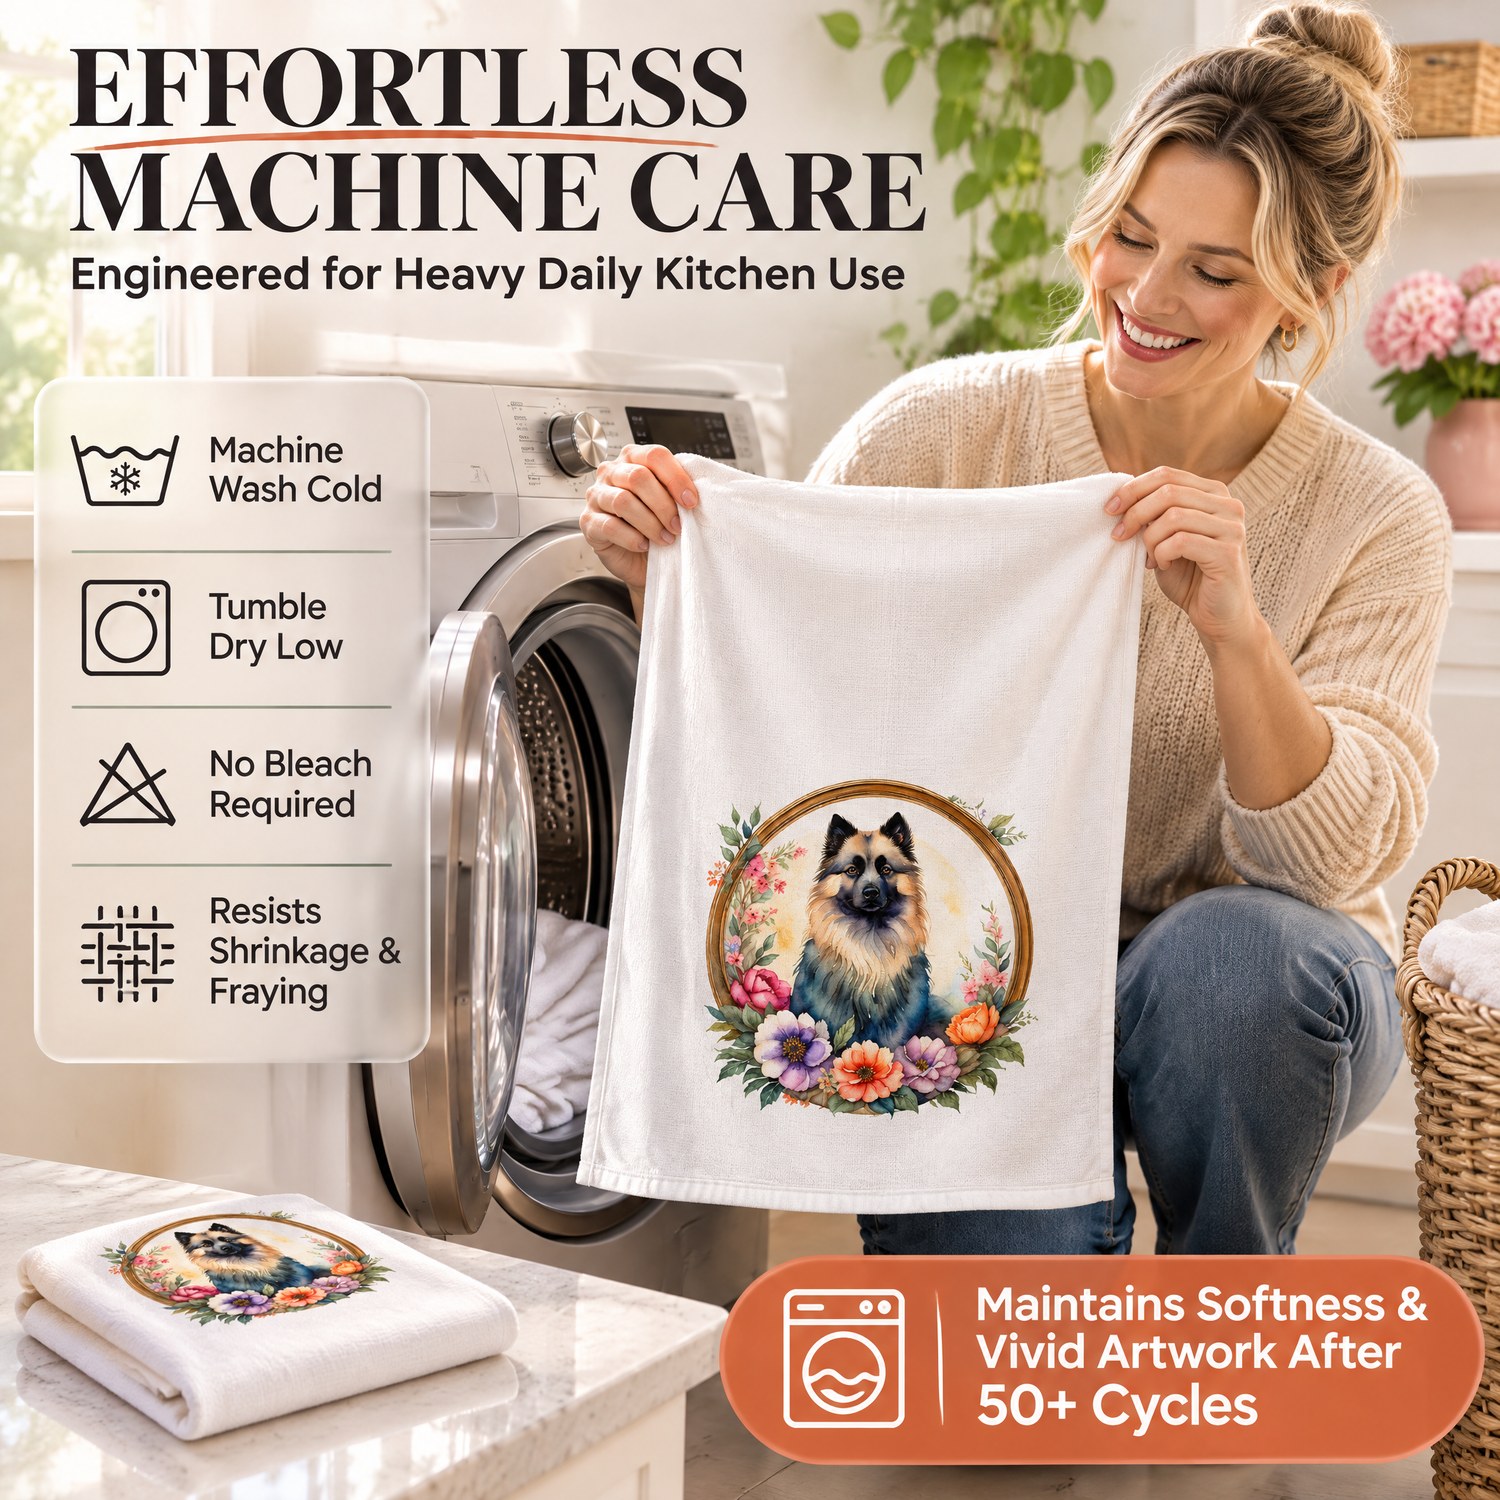 EFFORTLESS
MACHINE CARE
Engineered for Heavy Daily Kitchen Use
Machine
Wash Cold
Tumble
Dry Low
No Bleach
Required
Resists
Shrinkage &
Fraying
Maintains Softness &
Vivid Artwork After
50+ Cycles